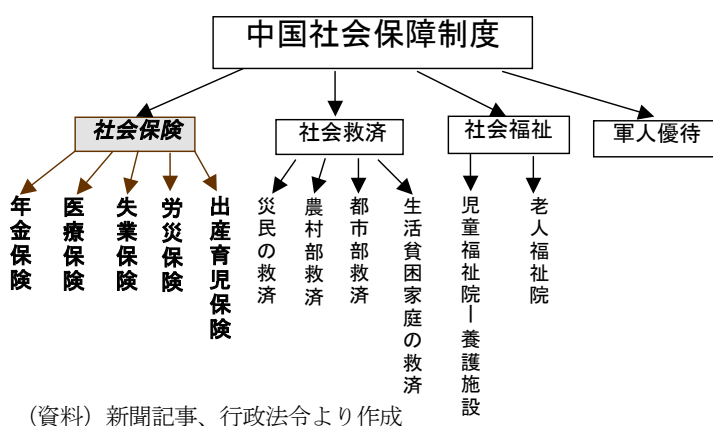 中国社会保障制度
社会保険
社会救済
社会福祉
軍人優待
年金保険
医療保険
失業保険
労災保険
出産育児保険
災民の救済
農村部救済
都市部救済
生活貧困家庭の救済
児童福祉院ー養護施設
老人福祉院
（資料）新聞記事、行政法令より作成